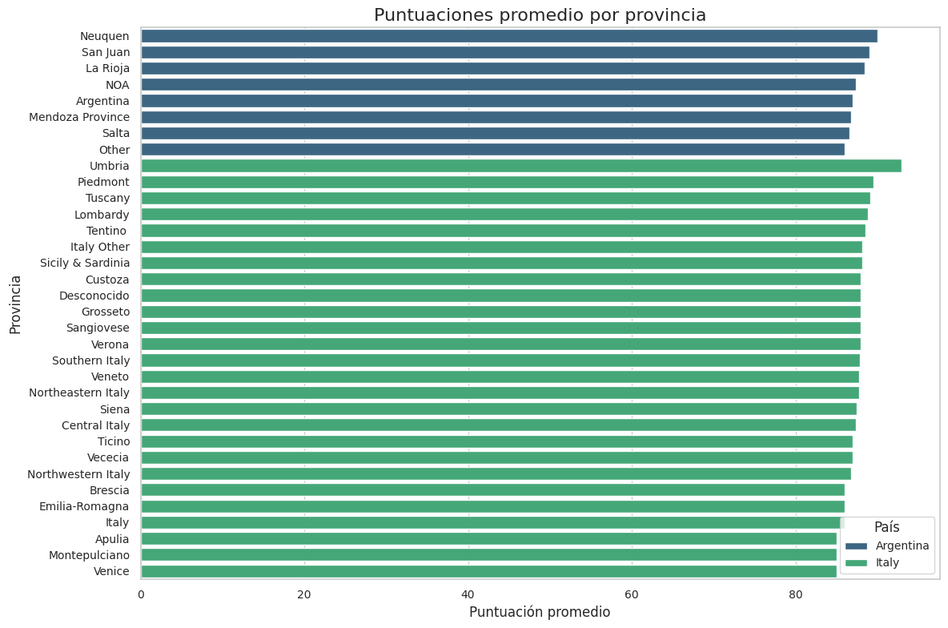 Puntuaciones promedio por provincia
Provincia
Neuquen
San Juan
La Rioja
NOA
Argentina
Mendoza Province
Salta
Other
Umbria
Piedmont
Tuscany
Lombardy
Tentino
Italy Other
Sicily & Sardinia
Custoza
Desconocido
Grosseto
Sangiovese
Verona
Southern Italy
Veneto
Northeastern Italy
Siena
Central Italy
Ticino
Vececia
Northwestern Italy
Brescia
Emilia-Romagna
Italy
Apulia
Montepulciano
Venice
País
Argentina
Italy
0 20 40 60 80
Puntuación promedio